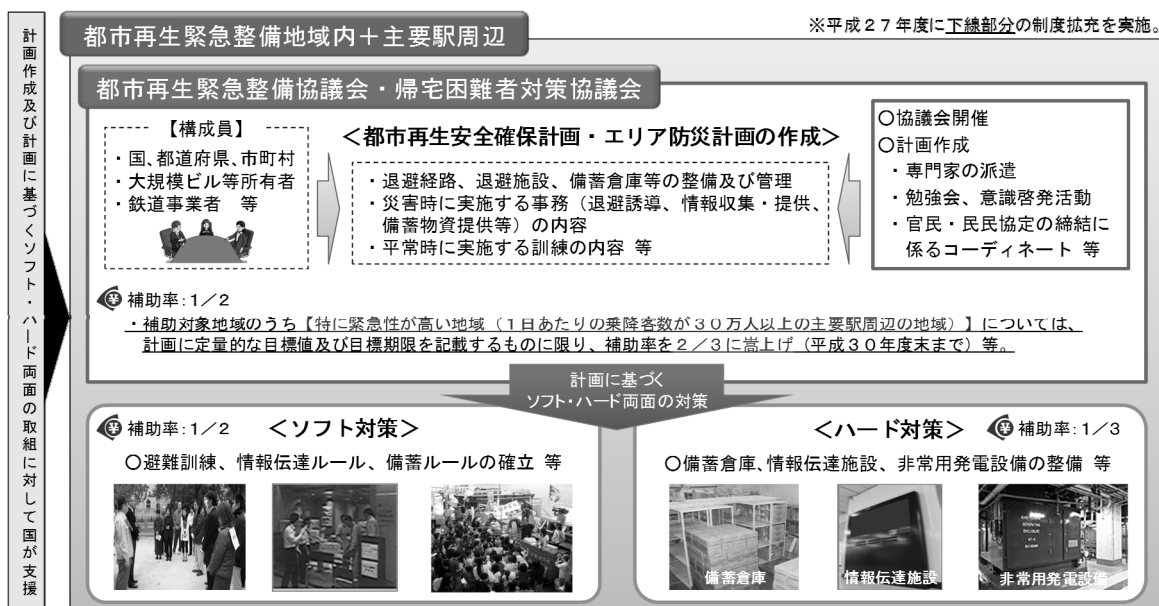 計画作成及び計画に基づくソフト・ハード両面の取組に対して国が支援
都市再生緊急整備地域内＋主要駅周辺
※平成２７年度に下線部分の制度拡充を実施。
都市再生緊急整備協議会・帰宅困難者対策協議会
【構成員】
・国、都道府県、市町村
・大規模ビル等所有者
・鉄道事業者　等
＜都市再生安全確保計画・エリア防災計画の作成＞
・退避経路、退避施設、備蓄倉庫等の整備及び管理
・災害時に実施する事務（退避誘導、情報収集・提供、
備蓄物資提供等）の内容
・平常時に実施する訓練の内容 等
〇協議会開催
〇計画作成
・専門家の派遣
・勉強会、意識啓発活動
・官民・民民協定の締結に
係るコーディネート 等
¥ 補助率：１／２
・補助対象地域のうち【特に緊急性が高い地域（１日あたりの乗降客数が３０万人以上の主要駅周辺の地域）】については、
計画に定量的な目標値及び目標期限を記載するものに限り、補助率を２／３に嵩上げ（平成３０年度末まで）等。
計画に基づく
ソフト・ハード両面の対策
¥ 補助率：１／２
＜ソフト対策＞
〇避難訓練、情報伝達ルール、備蓄ルールの確立 等
＜ハード対策＞
¥ 補助率：１／３
〇備蓄倉庫、情報伝達施設、非常用発電設備の整備 等
備蓄倉庫
情報伝達施設
非常用発電設備